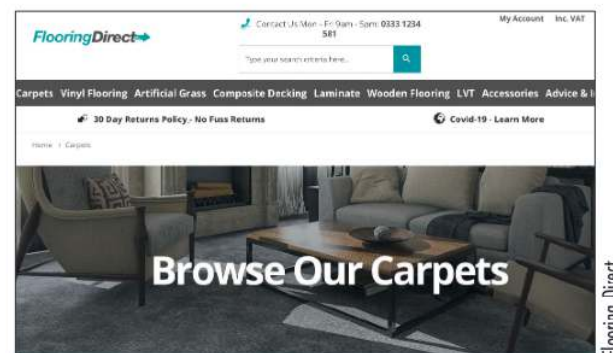 FlooringDirect
Contact Us Mon - Fri 9am - 5pm: 0333 1234
581
My Account Inc. VAT
Type your search criteria here...
Carpets Vinyl Flooring Artificial Grass Composite Decking Laminate Wooden Flooring LVT Accessories Advice &
30 Day Returns Policy - No Fuss Returns
Covid-19 - Learn More
Home / Carpets
Browse Our Carpets
Flooring Direct